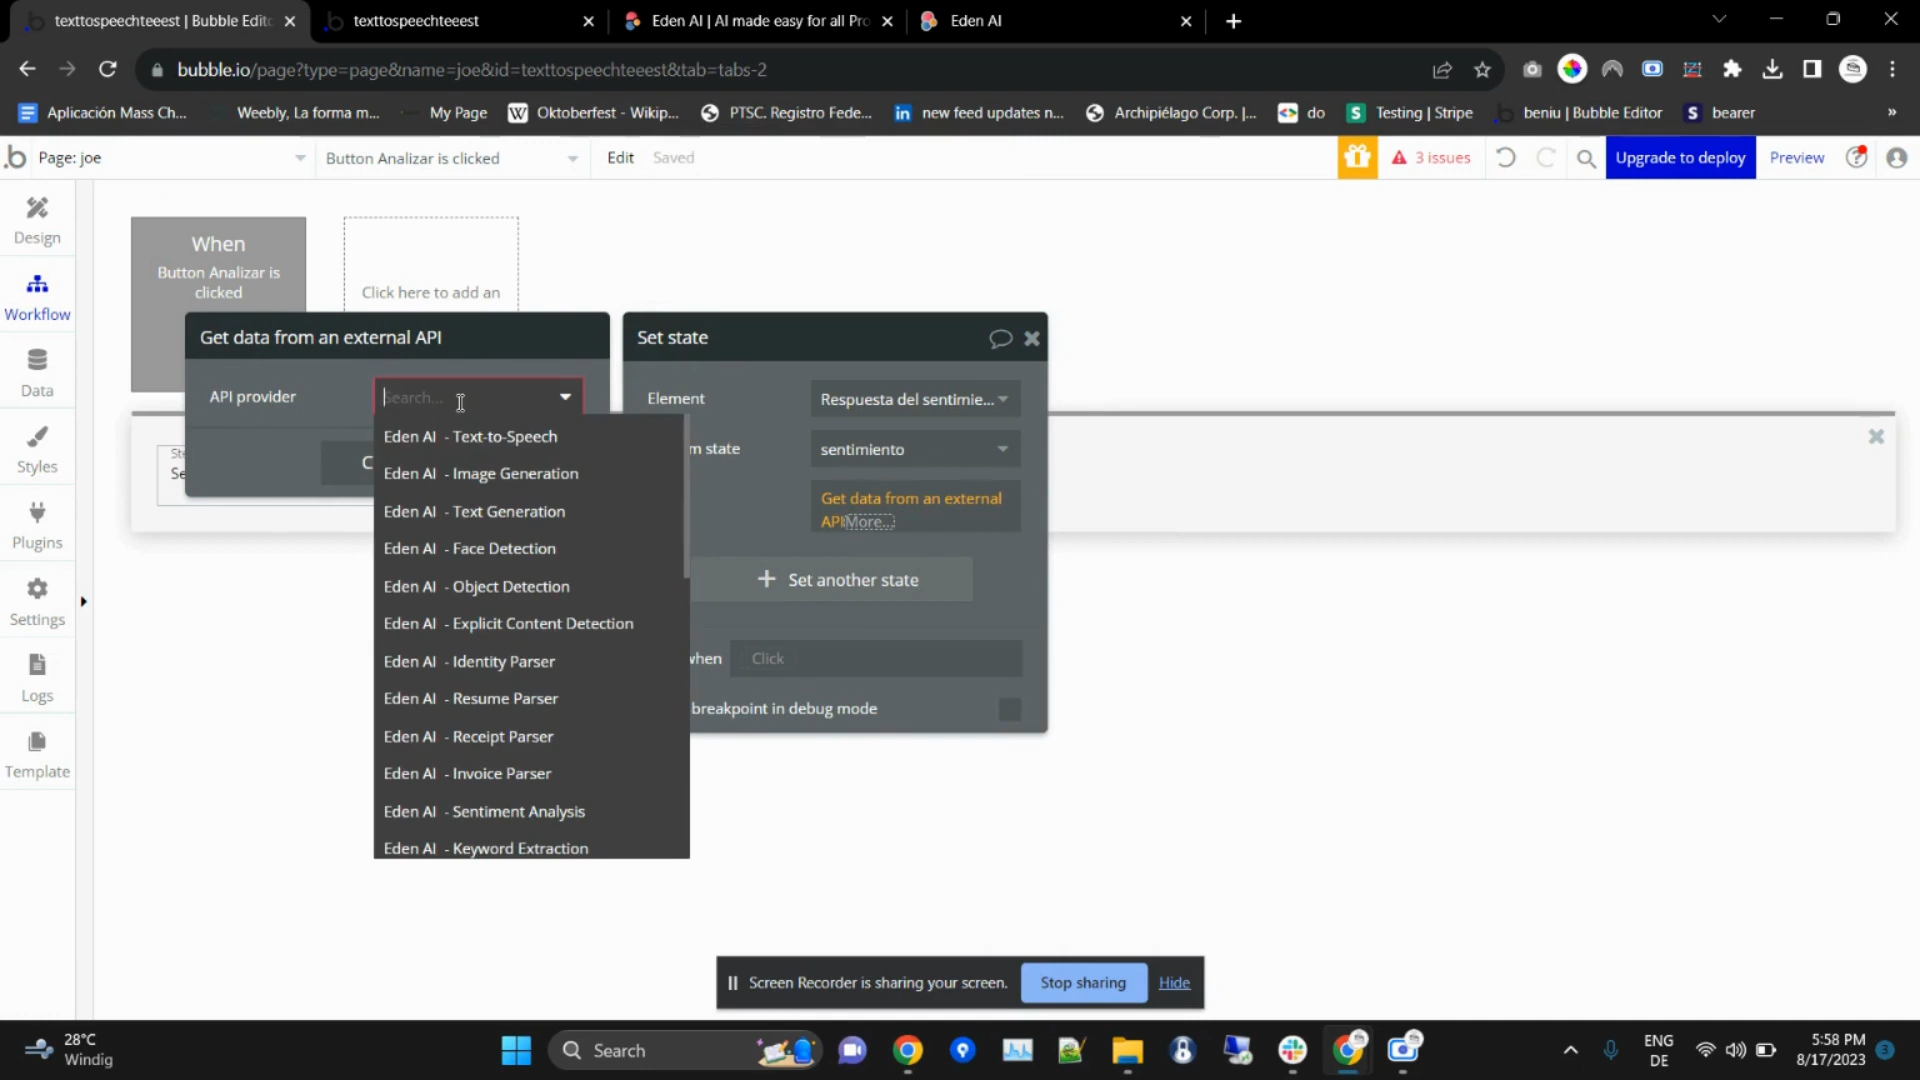 texttospeechteeest | Bubble Edito
texttospeechteeest
Eden AI | AI made easy for all Pro
Eden AI
bubble.io/page?type=page&name=joe&id=texttospeechteeest&tab=tabs-2
Aplicación Mass Ch...
Weebly, La forma m...
My Page
Oktoberfest - Wikip...
PTSC. Registro Fede...
new feed updates n...
Archipiélago Corp. |...
do
Testing | Stripe
beniu | Bubble Editor
bearer
»
Page: joe
Button Analizar is clicked
Edit
Saved
3 issues
Upgrade to deploy
Preview
Design
Workflow
Data
Styles
Plugins
Settings
Logs
Template
When
Button Analizar is
clicked
Click here to add an
Get data from an external API
API provider
Search...
Ste
Se
C
Eden AI - Text-to-Speech
Eden AI - Image Generation
Eden AI - Text Generation
Eden AI - Face Detection
Eden AI - Object Detection
Eden AI - Explicit Content Detection
Eden AI - Identity Parser
Eden AI - Resume Parser
Eden AI - Receipt Parser
Eden AI - Invoice Parser
Eden AI - Sentiment Analysis
Eden AI - Keyword Extraction
Set state
Element
Respuesta del sentimie...
m state
sentimiento
Get data from an external
API More...
Set another state
when
Click
breakpoint in debug mode
Screen Recorder is sharing your screen.
Stop sharing
Hide
28°C
Windig
Search
ENG
DE
5:58 PM
8/17/2023
3